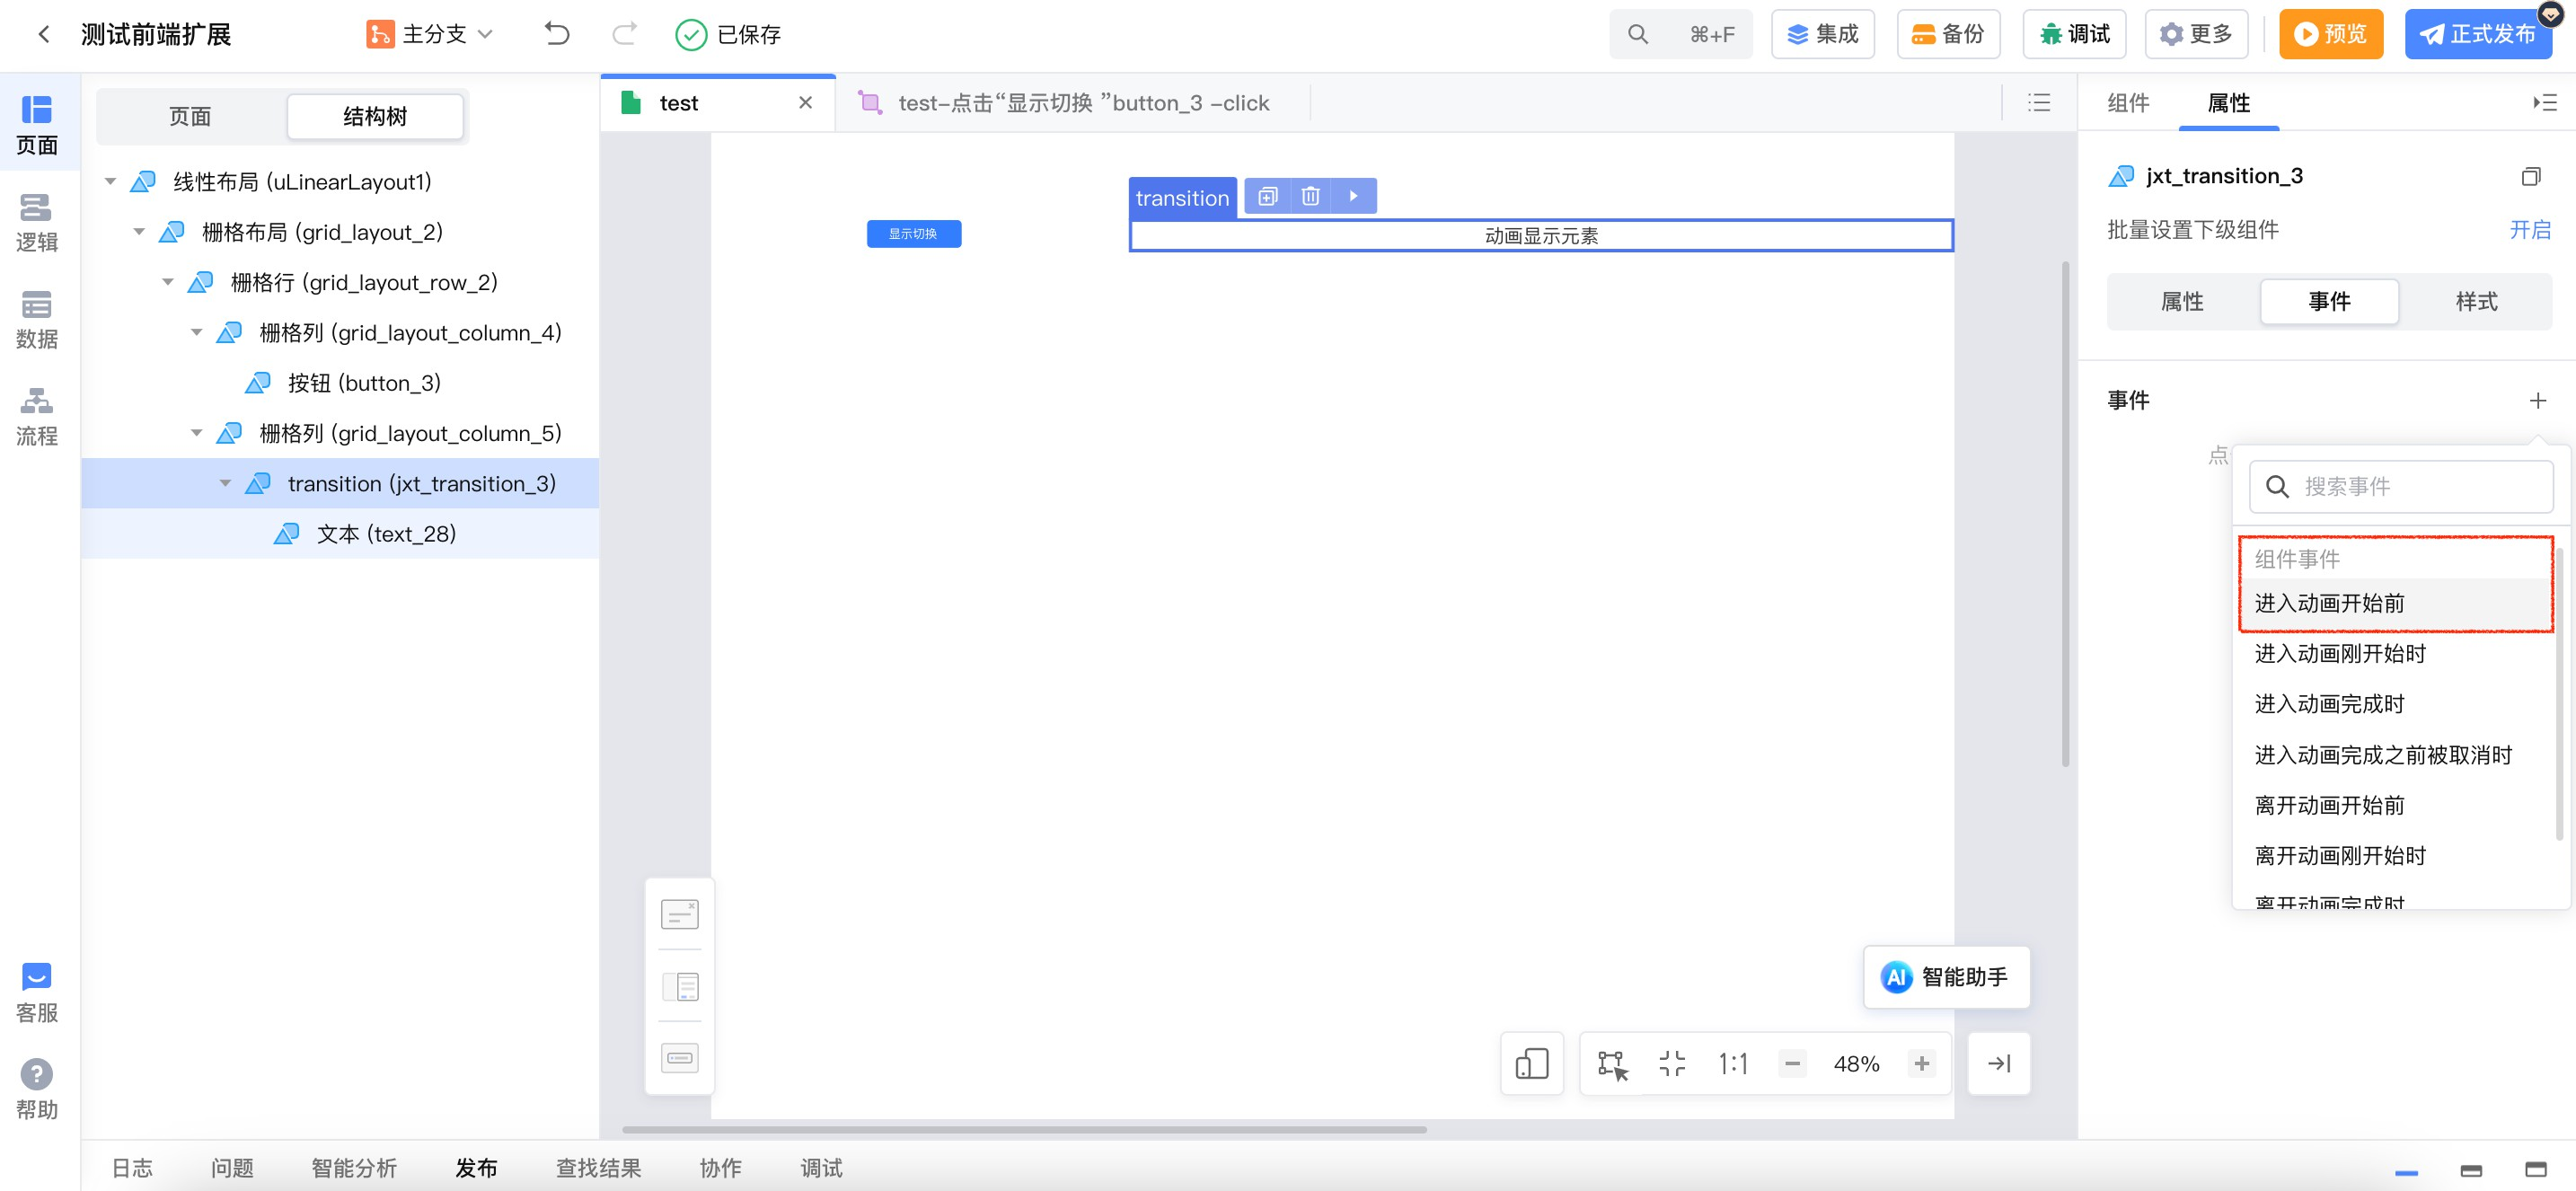 测试前端扩展
主分支
已保存
⌘+F
集成
备份
调试
更多
预览
正式发布
页面
逻辑
数据
流程
客服
帮助
页面
结构树
线性布局 (uLinearLayout1)
栅格布局 (grid_layout_2)
栅格行 (grid_layout_row_2)
栅格列 (grid_layout_column_4)
按钮 (button_3)
栅格列 (grid_layout_column_5)
transition (jxt_transition_3)
文本 (text_28)
test
test-点击“显示切换 ”button_3 -click
transition
显示切换
动画显示元素
AI 智能助手
1:1
48%
组件
属性
jxt_transition_3
批量设置下级组件
开启
属性
事件
样式
事件
点
搜索事件
组件事件
进入动画开始前
进入动画刚开始时
进入动画完成时
进入动画完成之前被取消时
离开动画开始前
离开动画刚开始时
离开动画完成时
日志
问题
智能分析
发布
查找结果
协作
调试